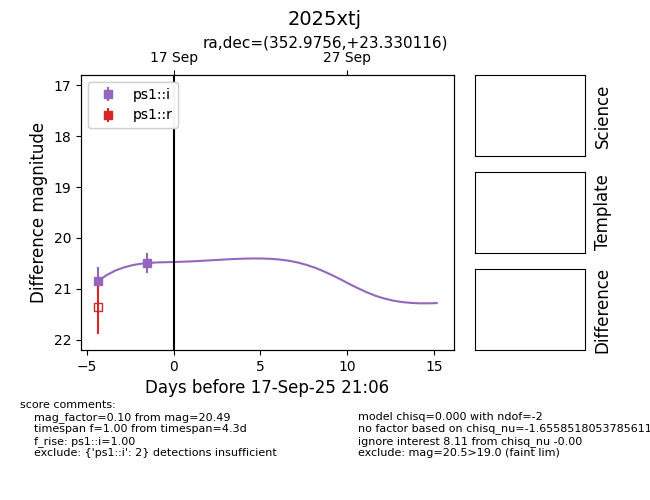 2025xtj
ra,dec=(352.9756,+23.330116)
17 Sep
27 Sep
ps1::i
ps1::r
17
18
19
20
21
22
Difference magnitude
−5
0
5
10
15
Days before 17-Sep-25 21:06
Science
Template
Difference
score comments:
mag_factor=0.10 from mag=20.49
timespan f=1.00 from timespan=4.3d
f_rise: ps1::i=1.00
exclude: {'ps1::i': 2} detections insufficient
model chisq=0.000 with ndof=-2
no factor based on chisq_nu=-1.6558518053785611
ignore interest 8.11 from chisq_nu -0.00
exclude: mag=20.5>19.0 (faint lim)